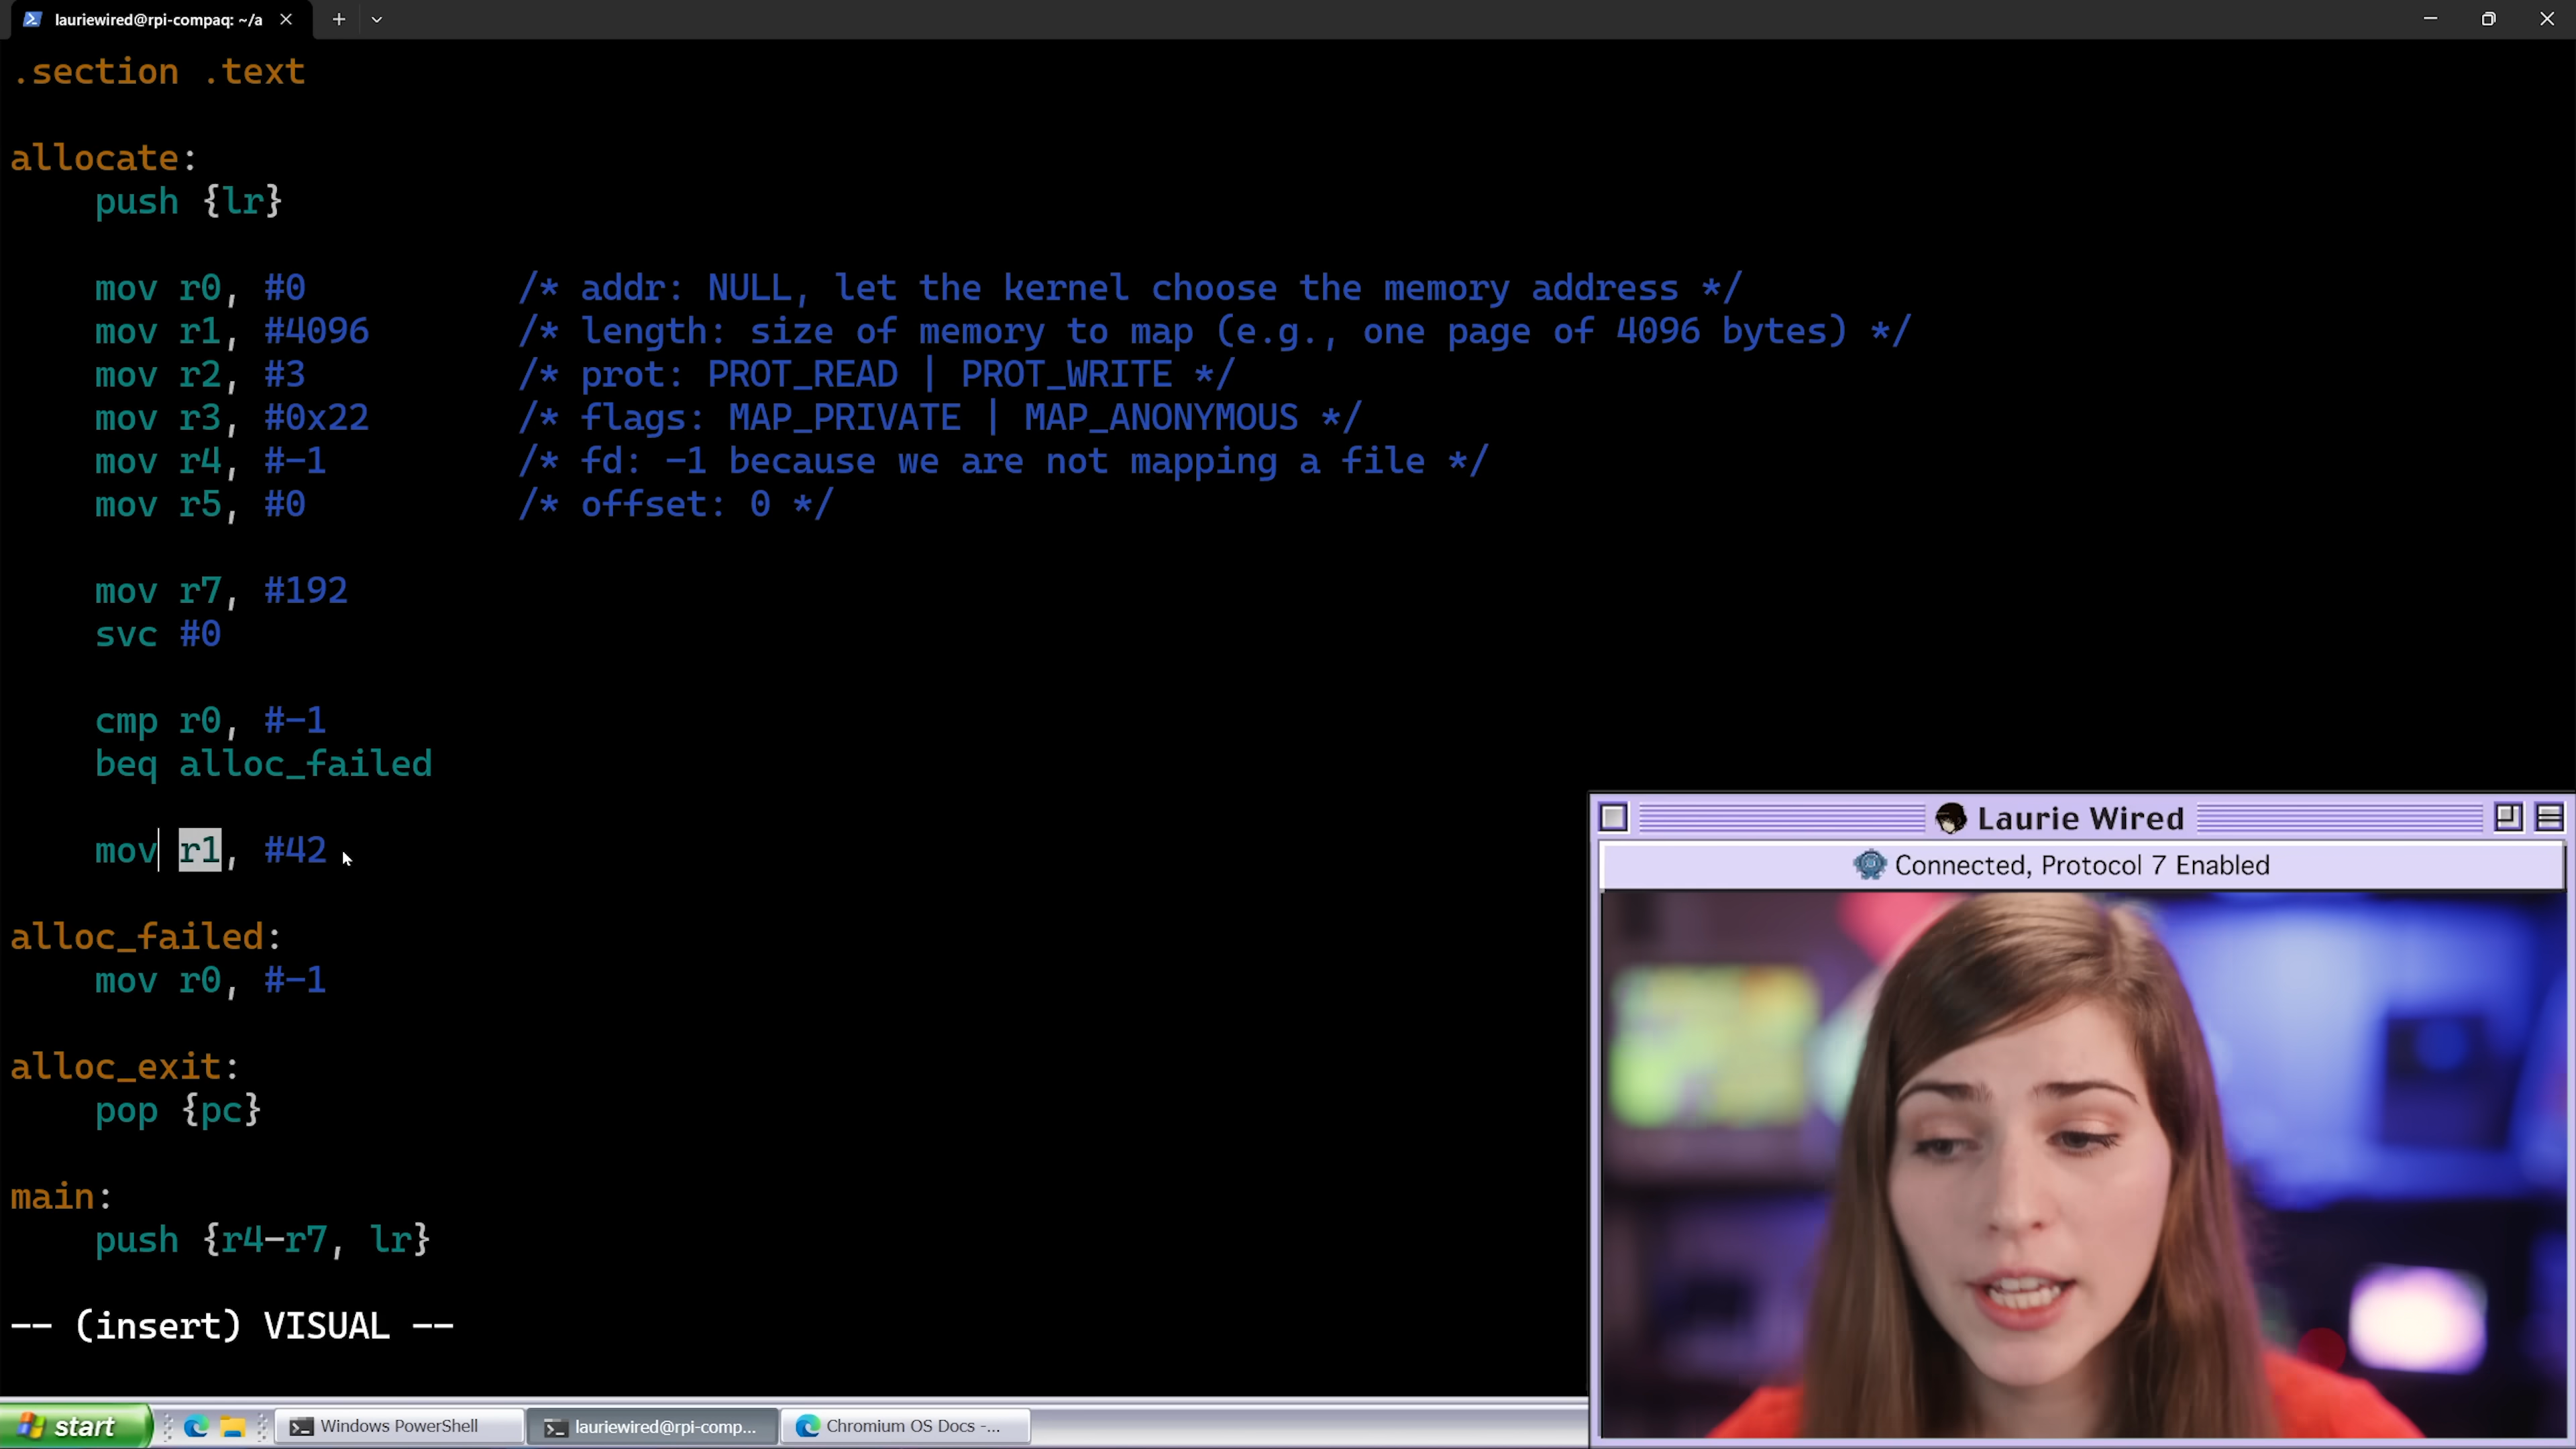 lauriewired@rpi-compaq: ~/a
.section .text
allocate:
push {lr}
mov r0, #0 /* addr: NULL, let the kernel choose the memory address */
mov r1, #4096 /* length: size of memory to map (e.g., one page of 4096 bytes) */
mov r2, #3 /* prot: PROT_READ | PROT_WRITE */
mov r3, #0x22 /* flags: MAP_PRIVATE | MAP_ANONYMOUS */
mov r4, #-1 /* fd: -1 because we are not mapping a file */
mov r5, #0 /* offset: 0 */
mov r7, #192
svc #0
cmp r0, #-1
beq alloc_failed
mov r1, #42
alloc_failed:
mov r0, #-1
alloc_exit:
pop {pc}
main:
push {r4-r7, lr}
-- (insert) VISUAL --
Laurie Wired
Connected, Protocol 7 Enabled
start Windows PowerShell lauriewired@rpi-comp... Chromium OS Docs -...